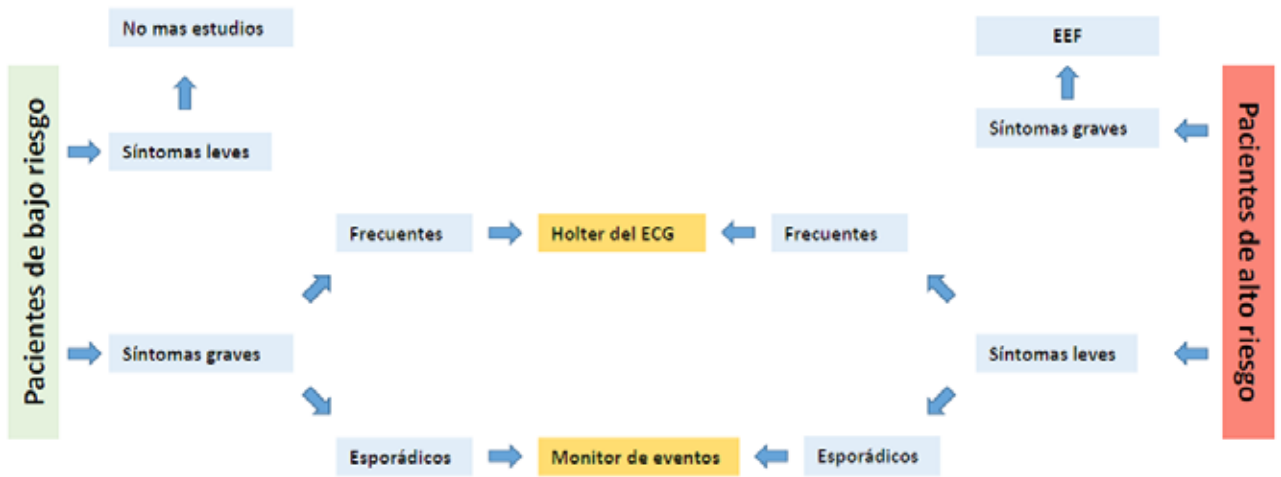 No mas estudios
EEF
Pacientes de bajo riesgo
Pacientes de alto riesgo
Síntomas graves
Síntomas leves
Frecuentes
Holter del ECG
Frecuentes
Síntomas graves
Síntomas leves
Esporádicos
Monitor de eventos
Esporádicos